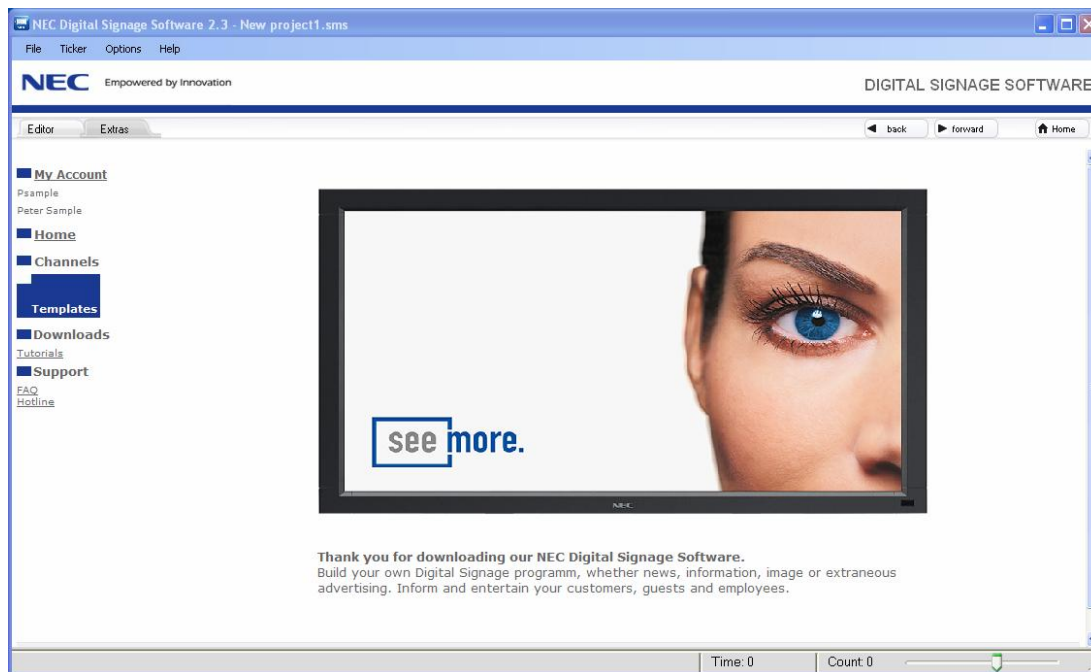 NEC Digital Signage Software 2.3 - New project1.sms
File Ticker Options Help
NEC Empowered by Innovation
DIGITAL SIGNAGE SOFTWARE
Editor Extras back forward Home
My Account
Psample
Peter Sample
Home
Channels
Templates
Downloads
Tutorials
Support
FAQ
Hotline
see more.
NEC
Thank you for downloading our NEC Digital Signage Software.
Build your own Digital Signage programm, whether news, information, image or extraneous
advertising. Inform and entertain your customers, guests and employees.
Time: 0 Count: 0